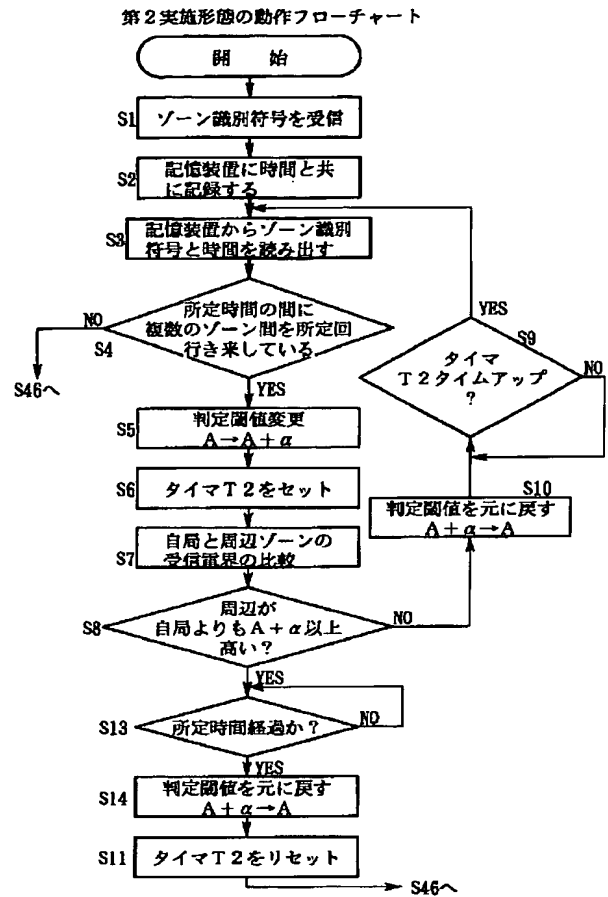 第２実施形態の動作フローチャート
開　始
S1
ゾーン識別符号を受信
S2
記憶装置に時間と共
に記録する
S3
記憶装置からゾーン識別
符号と時間を読み出す
NO
S4
所定時間の間に
複数のゾーン間を所定回
行き来している
S46へ
YES
S5
判定閾値変更
A→A＋α
S6
タイマＴ２をセット
S7
自局と周辺ゾーンの
受信電界の比較
S8
周辺が
自局よりもA＋α以上
高い？
NO
YES
S9
タイマ
Ｔ２タイムアップ
？
NO
S10
判定閾値を元に戻す
A＋α→A
YES
S13
所定時間経過か？
NO
YES
S14
判定閾値を元に戻す
A＋α→A
S11
タイマＴ２をリセット
S46へ